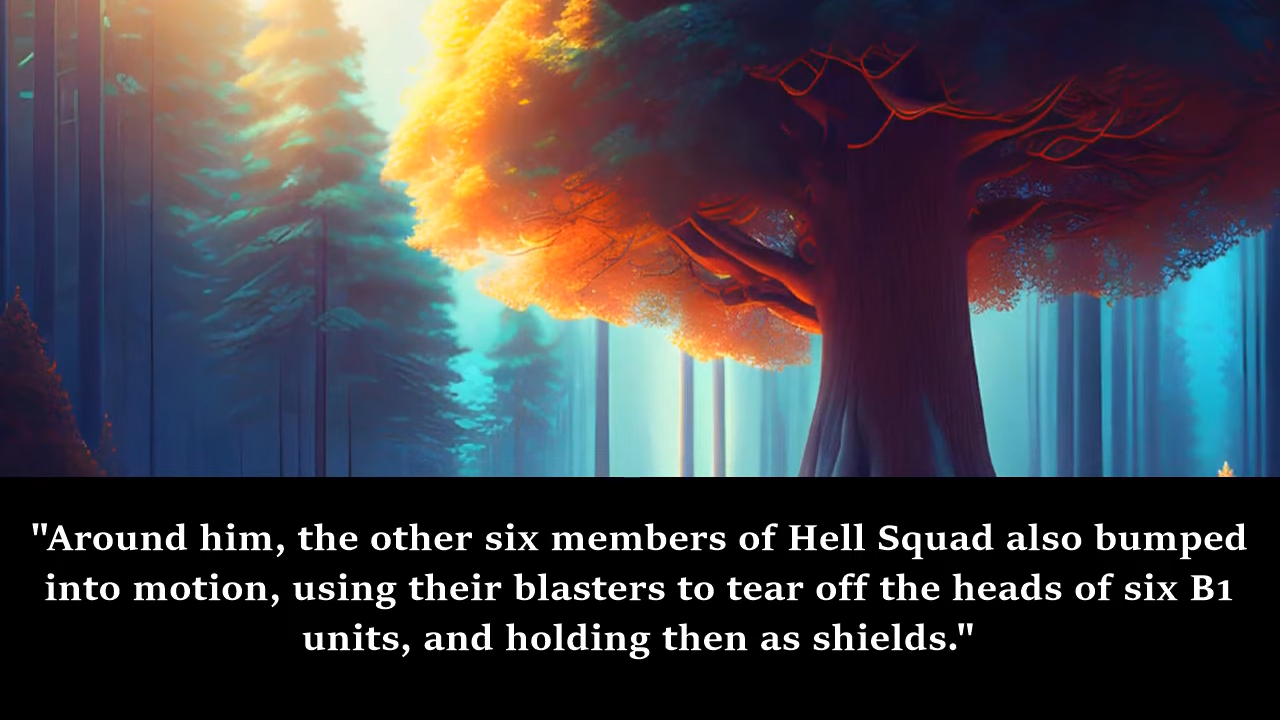 "Around him, the other six members of Hell Squad also bumped
into motion, using their blasters to tear off the heads of six B1
units, and holding then as shields."